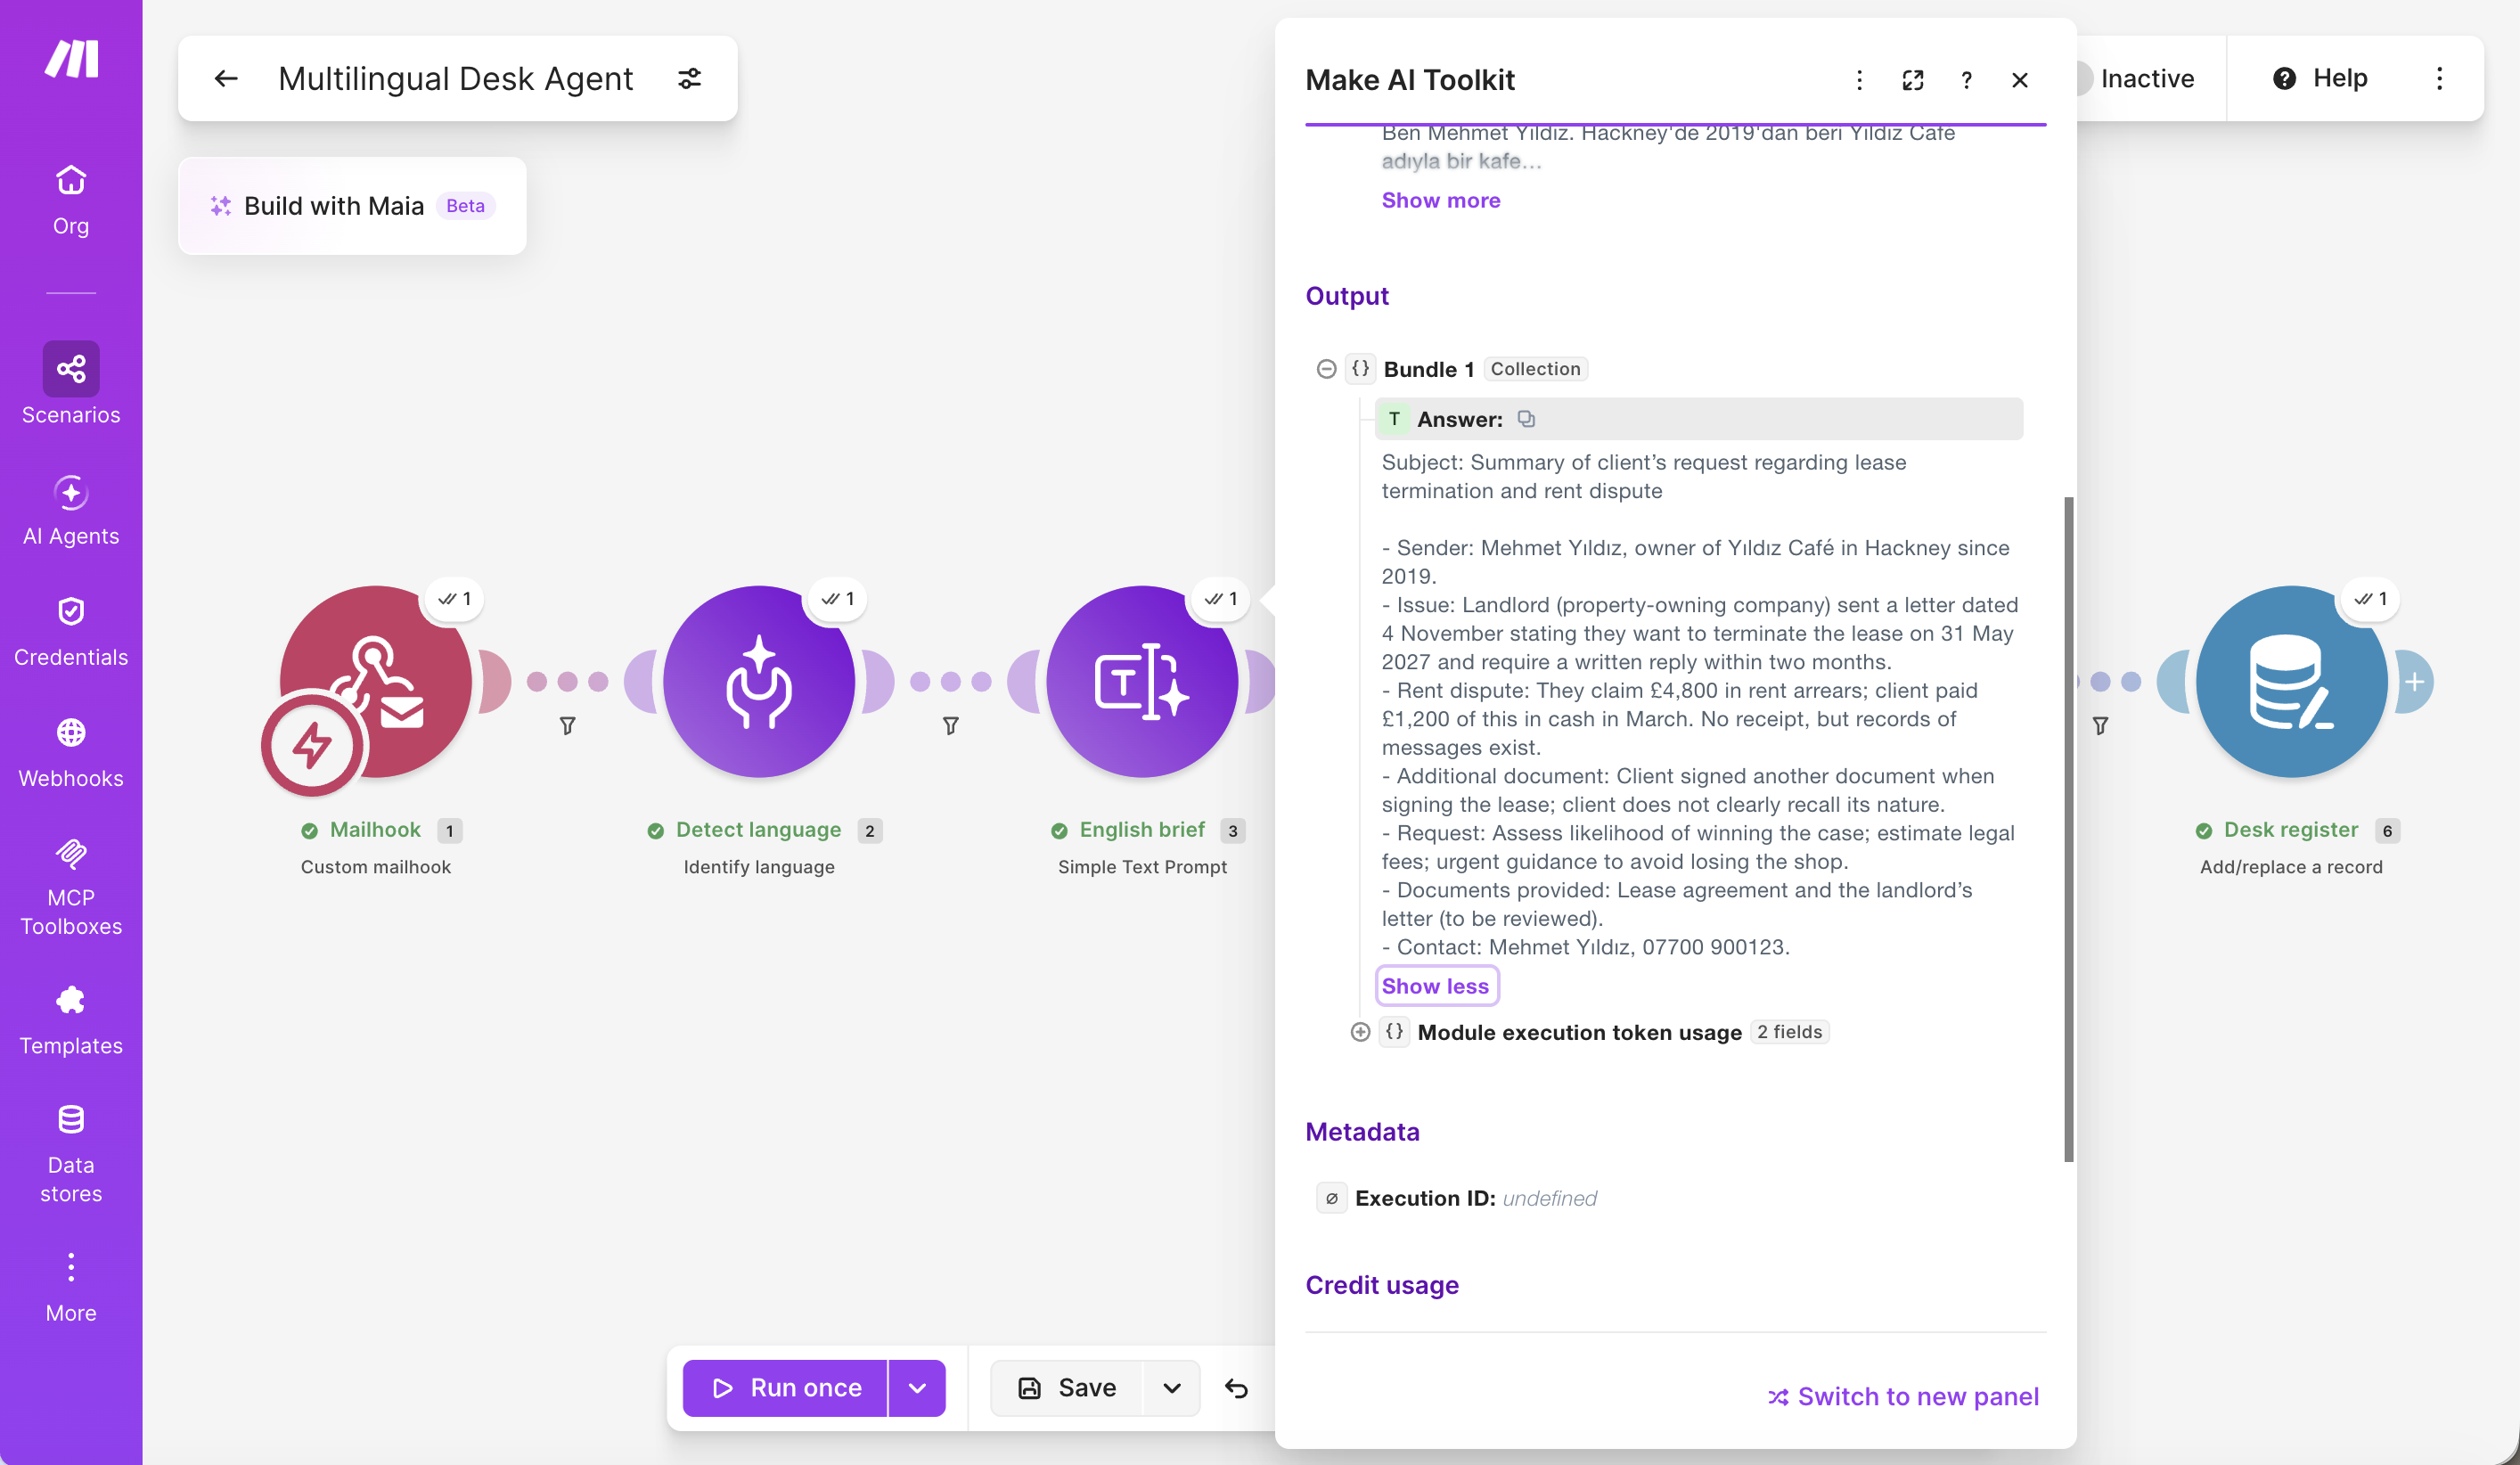 Multilingual Desk Agent
Build with Maia Beta
Org
Scenarios
AI Agents
Credentials
Webhooks
MCP
Toolboxes
Templates
Data
stores
More
1
Mailhook 1
Custom mailhook
1
Detect language 2
Identify language
1
English brief 3
Simple Text Prompt
Run once
Save
Make AI Toolkit
?
Ben Mehmet Yıldız. Hackney'de 2019'dan beri Yıldız Café
adıyla bir kafe...
Show more
Output
{} Bundle 1 Collection
T Answer:
Subject: Summary of client’s request regarding lease
termination and rent dispute
- Sender: Mehmet Yıldız, owner of Yıldız Café in Hackney since
2019.
- Issue: Landlord (property-owning company) sent a letter dated
4 November stating they want to terminate the lease on 31 May
2027 and require a written reply within two months.
- Rent dispute: They claim £4,800 in rent arrears; client paid
£1,200 of this in cash in March. No receipt, but records of
messages exist.
- Additional document: Client signed another document when
signing the lease; client does not clearly recall its nature.
- Request: Assess likelihood of winning the case; estimate legal
fees; urgent guidance to avoid losing the shop.
- Documents provided: Lease agreement and the landlord’s
letter (to be reviewed).
- Contact: Mehmet Yıldız, 07700 900123.
Show less
{} Module execution token usage 2 fields
Metadata
Execution ID: undefined
Credit usage
Switch to new panel
Inactive
Help
1
Desk register 6
Add/replace a record